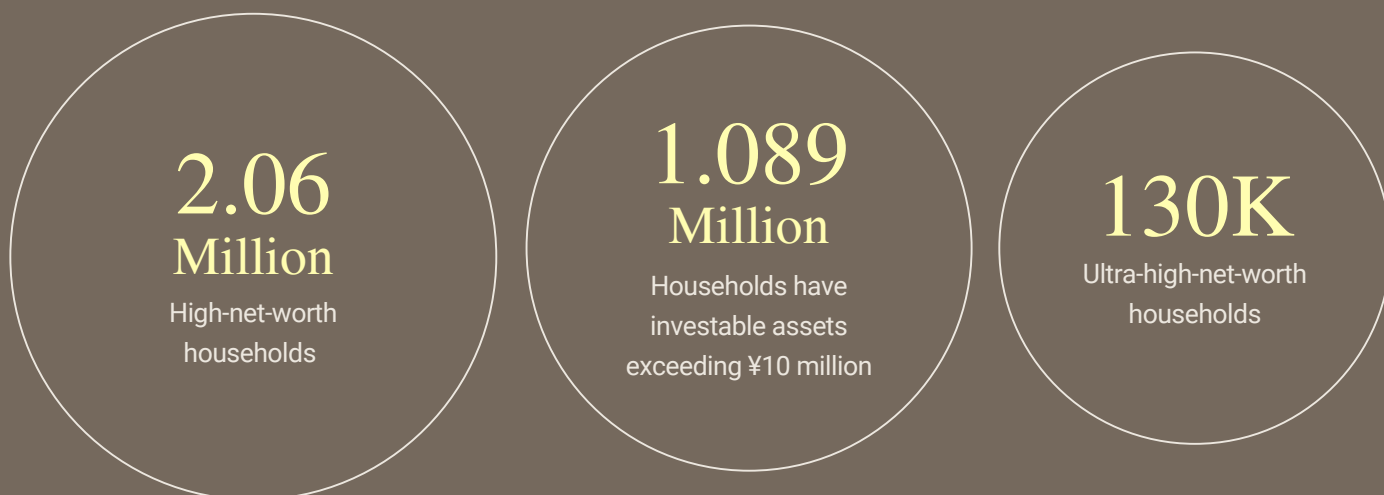 2.06
Million
High-net-worth
households
1.089
Million
Households have
investable assets
exceeding ¥10 million
130K
Ultra-high-net-worth
households